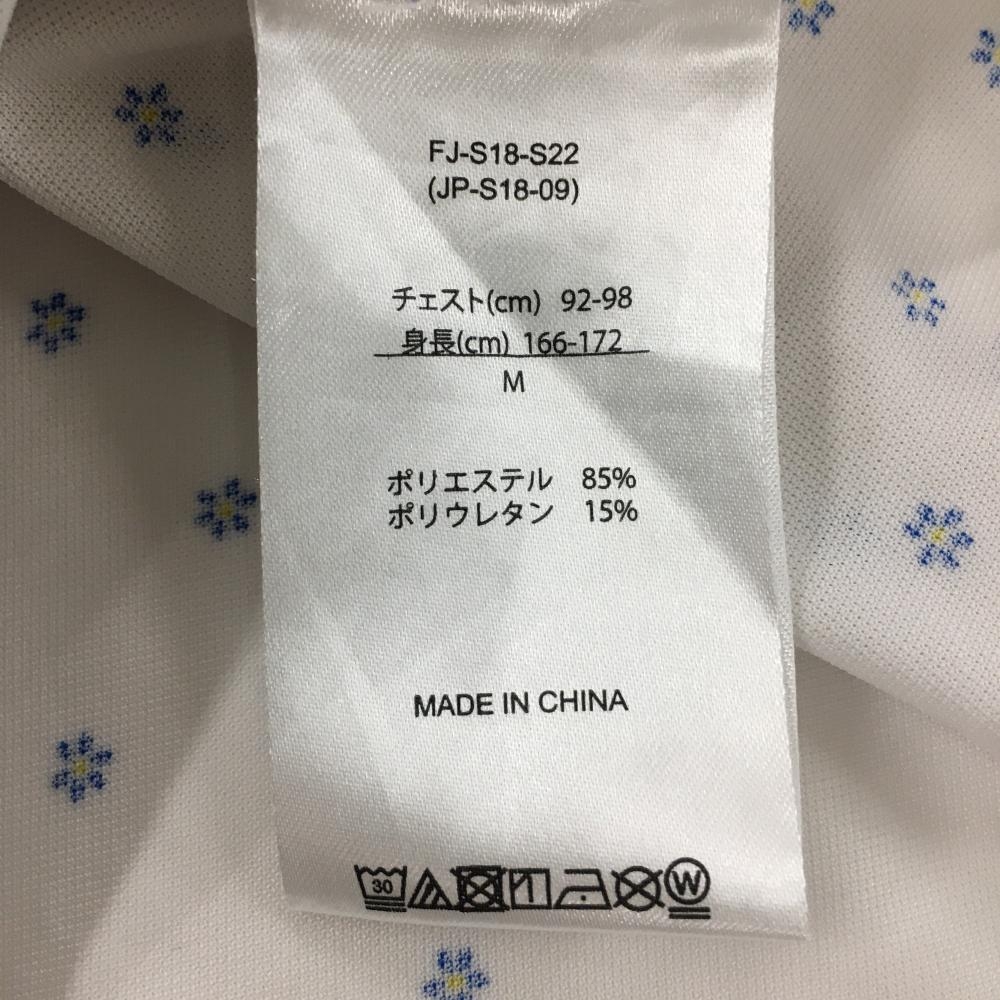 FJ-S18-S22
(JP-S18-09)
チェスト(cm) 92-98
身長(cm) 166-172
M
ポリエステル 85%
ポリウレタン 15%
MADE IN CHINA
30 W